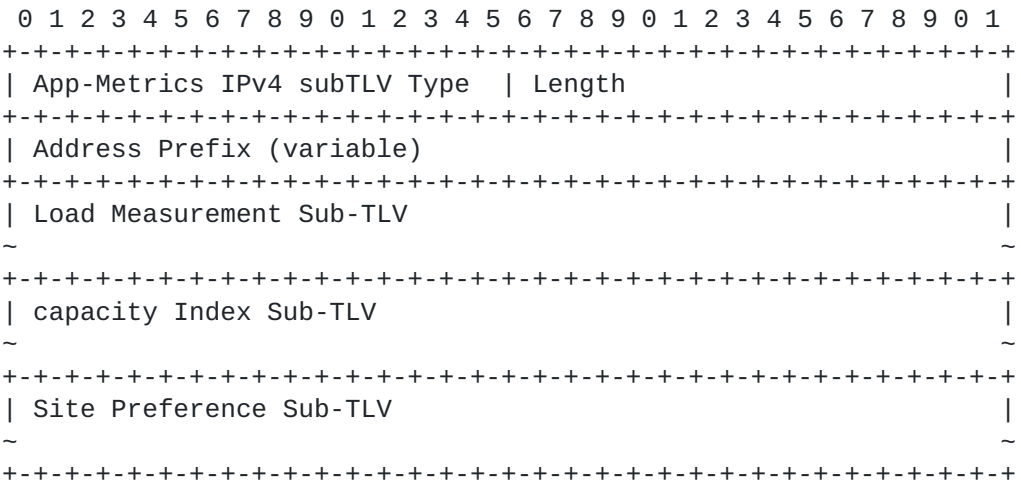 0 1 2 3 4 5 6 7 8 9 0 1 2 3 4 5 6 7 8 9 0 1 2 3 4 5 6 7 8 9 0 1
+-+-+-+-+-+-+-+-+-+-+-+-+-+-+-+-+-+-+-+-+-+-+-+-+-+-+-+-+-+-+-+-+
| App-Metrics IPv4 subTLV Type  | Length                        |
+-+-+-+-+-+-+-+-+-+-+-+-+-+-+-+-+-+-+-+-+-+-+-+-+-+-+-+-+-+-+-+-+
| Address Prefix (variable)                                     |
+-+-+-+-+-+-+-+-+-+-+-+-+-+-+-+-+-+-+-+-+-+-+-+-+-+-+-+-+-+-+-+-+
| Load Measurement Sub-TLV                                      |
~                                                               ~
+-+-+-+-+-+-+-+-+-+-+-+-+-+-+-+-+-+-+-+-+-+-+-+-+-+-+-+-+-+-+-+-+
| capacity Index Sub-TLV                                        |
~                                                               ~
+-+-+-+-+-+-+-+-+-+-+-+-+-+-+-+-+-+-+-+-+-+-+-+-+-+-+-+-+-+-+-+-+
| Site Preference Sub-TLV                                       |
~                                                               ~
+-+-+-+-+-+-+-+-+-+-+-+-+-+-+-+-+-+-+-+-+-+-+-+-+-+-+-+-+-+-+-+-+